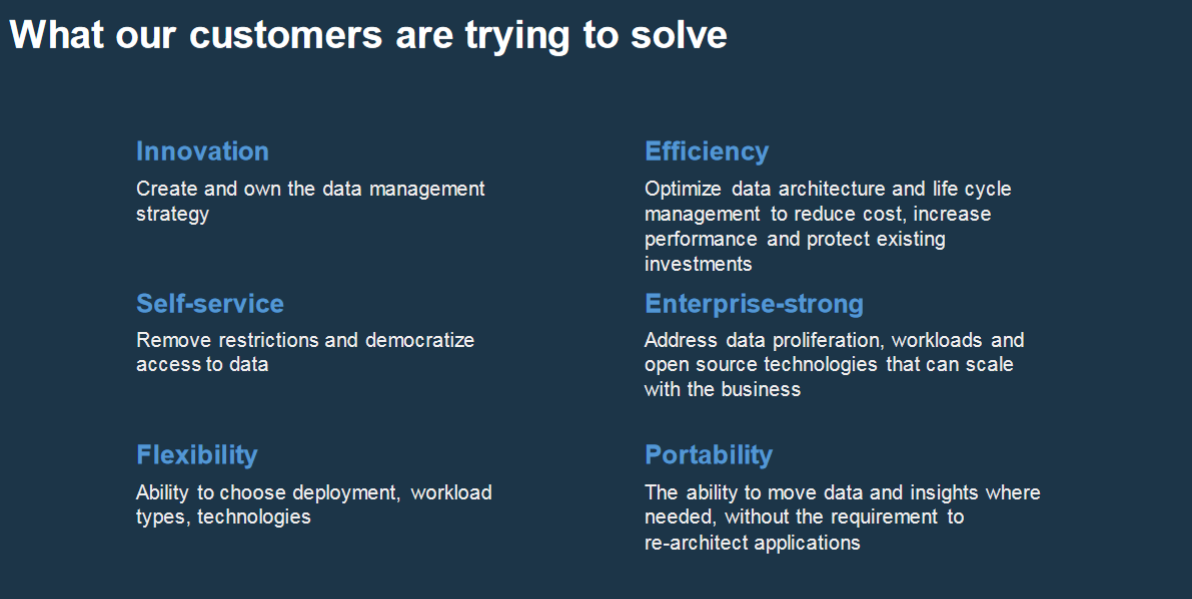 What our customers are trying to solve
Innovation
Create and own the data management
strategy
Efficiency
Optimize data architecture and life cycle
management to reduce cost, increase
performance and protect existing
investments
Self-service
Remove restrictions and democratize
access to data
Enterprise-strong
Address data proliferation, workloads and
open source technologies that can scale
with the business
Flexibility
Ability to choose deployment, workload
types, technologies
Portability
The ability to move data and insights where
needed, without the requirement to
re-architect applications